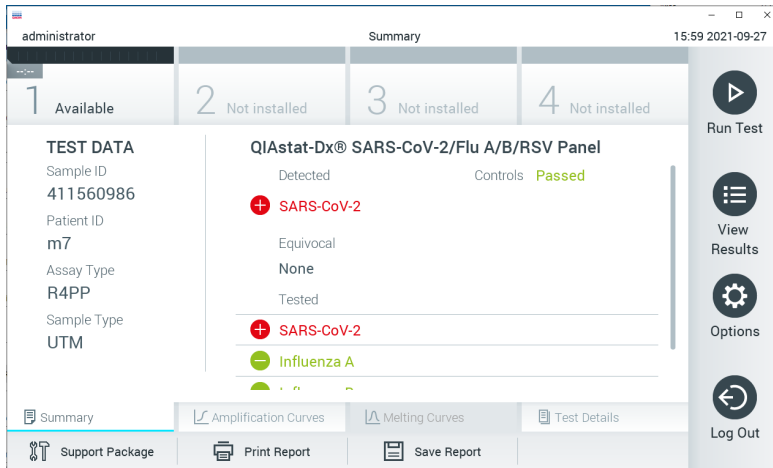 administrator Summary 15:59 2021-09-27
--:--
1 Available 2 Not installed 3 Not installed 4 Not installed
Run Test
TEST DATA
Sample ID
411560986
Patient ID
m7
Assay Type
R4PP
Sample Type
UTM
QIAstat-Dx® SARS-CoV-2/Flu A/B/RSV Panel
Detected Controls Passed
SARS-CoV-2
Equivocal
None
Tested
SARS-CoV-2
Influenza A
View
Results
Options
Log Out
Summary Amplification Curves Melting Curves Test Details
Support Package Print Report Save Report